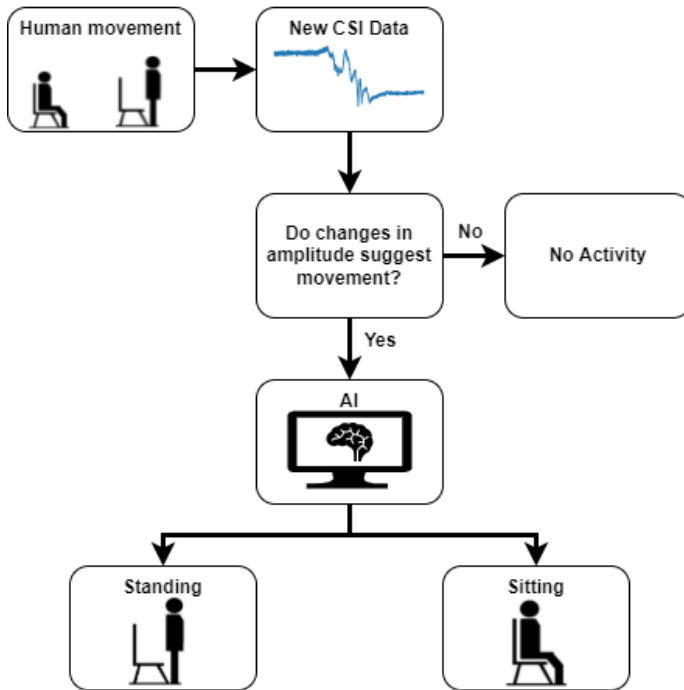 Human movement
New CSI Data
Do changes in
amplitude suggest
movement?
No
No Activity
Yes
AI
Standing
Sitting